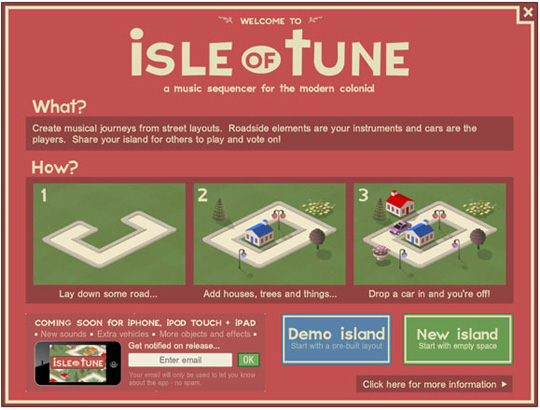 WELCOME TO
ISLE OF TUNE
a music sequencer for the modern colonial
What?
Create musical journeys from street layouts. Roadside elements are your instruments and cars are the
players. Share your island for others to play and vote on!
How?
1
2
3
Lay down some road...
Add houses, trees and things...
Drop a car in and you're off!
COMING SOON FOR iPHONE, iPOD TOUCH + iPAD
• New sounds • Extra vehicles • More objects and effects •
ISLE OF TUNE
Get notified on release...
Enter email
OK
Your email will only be used to let you know
about the app - no spam.
Demo island
Start with a pre-built layout
New island
Start with empty space
Click here for more information